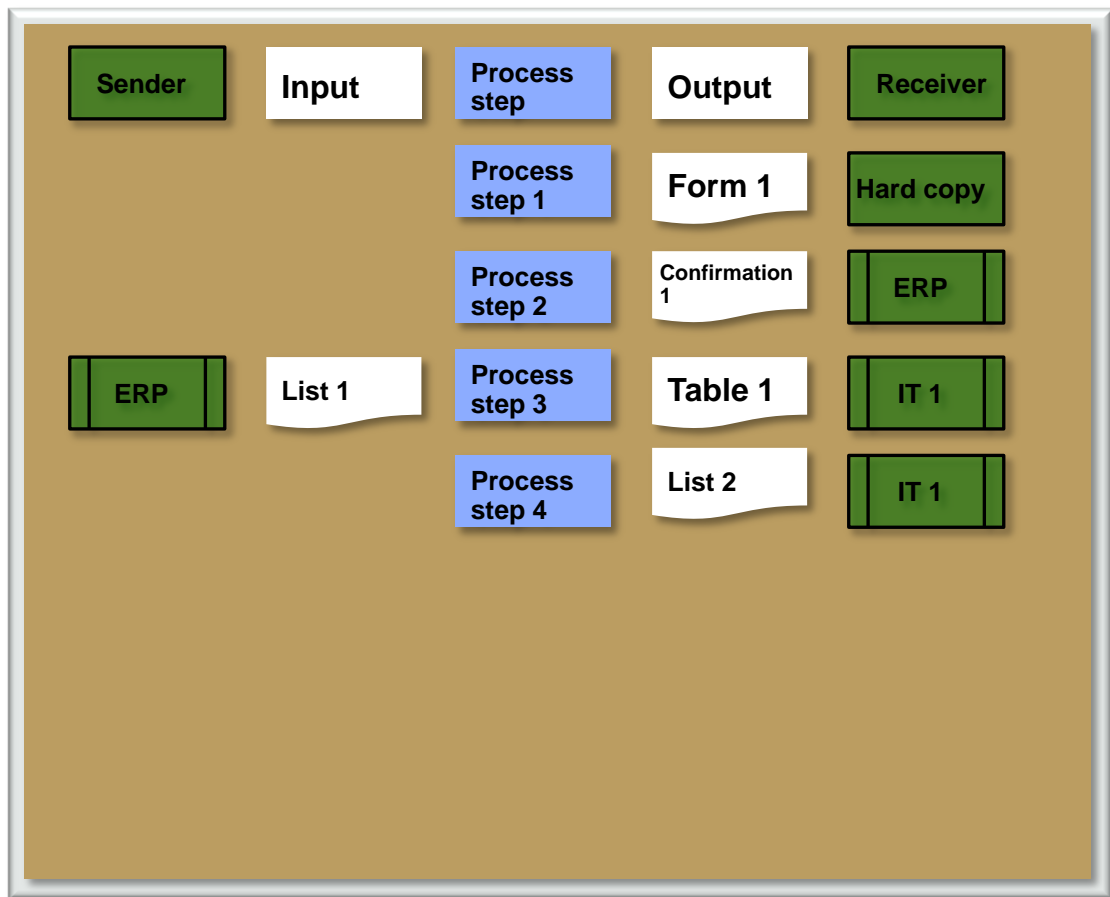 Sender
Input
Process
step
Output
Receiver
Process
step 1
Form 1
Hard copy
Process
step 2
Confirmation
1
ERP
ERP
List 1
Process
step 3
Table 1
IT 1
Process
step 4
List 2
IT 1